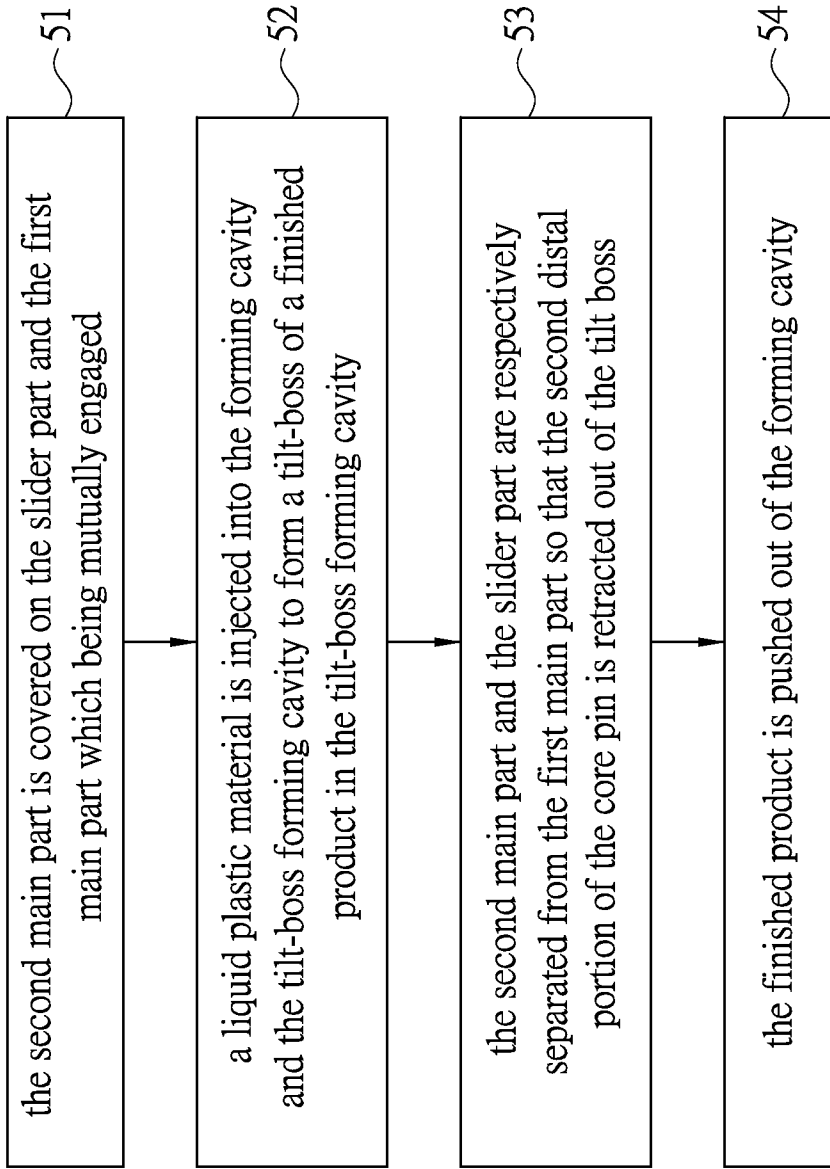 the second main part is covered on the slider part and the first
main part which being mutually engaged
51
a liquid plastic material is injected into the forming cavity
and the tilt-boss forming cavity to form a tilt-boss of a finished
product in the tilt-boss forming cavity
52
the second main part and the slider part are respectively
separated from the first main part so that the second distal
portion of the core pin is retracted out of the tilt boss
53
the finished product is pushed out of the forming cavity
54